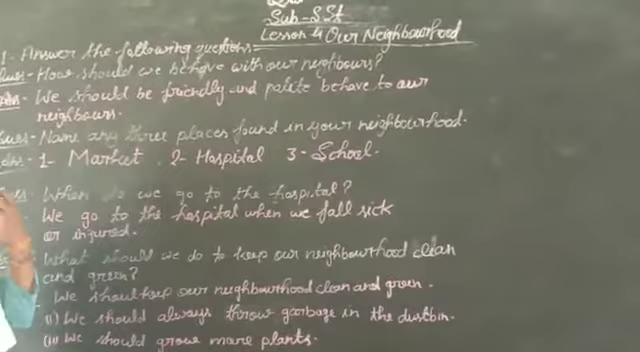 Sub - S.St
Lesson 4 Our Neighbourhood
1 - Answer the following questions =
Ques - How should we behave with our neighbours?
Ans - We should be friendly and polite behave to our
neighbours.
Ques - Name any three places found in your neighbourhood.
Ans - 1- Market 2- Hospital 3- School.
Ques. When do we go to the hospital?
We go to the hospital when we fall sick
or injured.
What should we do to keep our neighbourhood clean
and green?
We shoul keep our neighbourhood clean and green.
(ii) We should always throw garbage in the dustbin.
(iii) We should grow more plants.